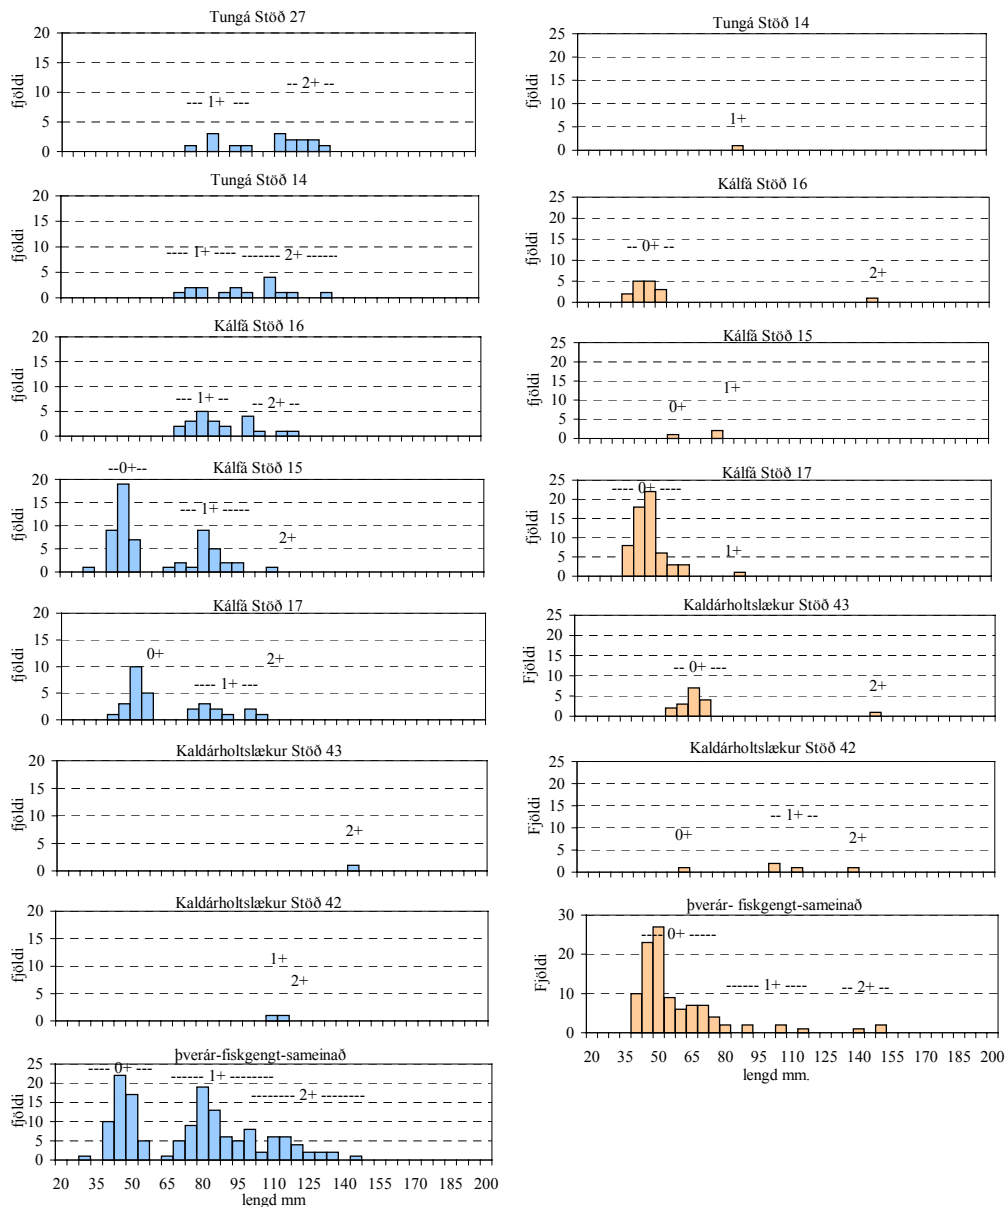 Tungá Stöð 27
20
15
10
5
0
fjöldi
--- 1+ ---
-- 2+ --
Tungá Stöð 14
20
15
10
5
0
fjöldi
---- 1+ ----
------- 2+ ------
Kálfá Stöð 16
20
15
10
5
0
fjöldi
--- 1+ --
-- 2+ --
Kálfá Stöð 15
20
15
10
5
0
fjöldi
--0+--
--- 1+ -----
2+
Kálfá Stöð 17
20
15
10
5
0
fjöldi
0+
---- 1+ ---
2+
Kaldárholtslækur Stöð 43
20
15
10
5
0
fjöldi
2+
Kaldárholtslækur Stöð 42
20
15
10
5
0
fjöldi
1+
2+
þverár-fiskgengt-sameinað
25
20
15
10
5
0
fjöldi
---- 0+ ---
------ 1+ --------
--------- 2+ --------
20 35 50 65 80 95 110 125 140 155 170 185 200
lengd mm
Tungá Stöð 14
25
20
15
10
5
0
fjöldi
1+
Kálfá Stöð 16
25
20
15
10
5
0
fjöldi
-- 0+ --
2+
Kálfá Stöð 15
25
20
15
10
5
0
fjöldi
0+
1+
Kálfá Stöð 17
25
20
15
10
5
0
fjöldi
---- 0+ ----
1+
Kaldárholtslækur Stöð 43
25
20
15
10
5
0
Fjöldi
-- 0+ ---
2+
Kaldárholtslækur Stöð 42
25
20
15
10
5
0
Fjöldi
0+
-- 1+ --
2+
þverár- fiskgengt-sameinað
30
20
10
0
Fjöldi
---- 0+ -----
------ 1+ ----
-- 2+ --
20 35 50 65 80 95 110 125 140 155 170 185 200
lengd mm.